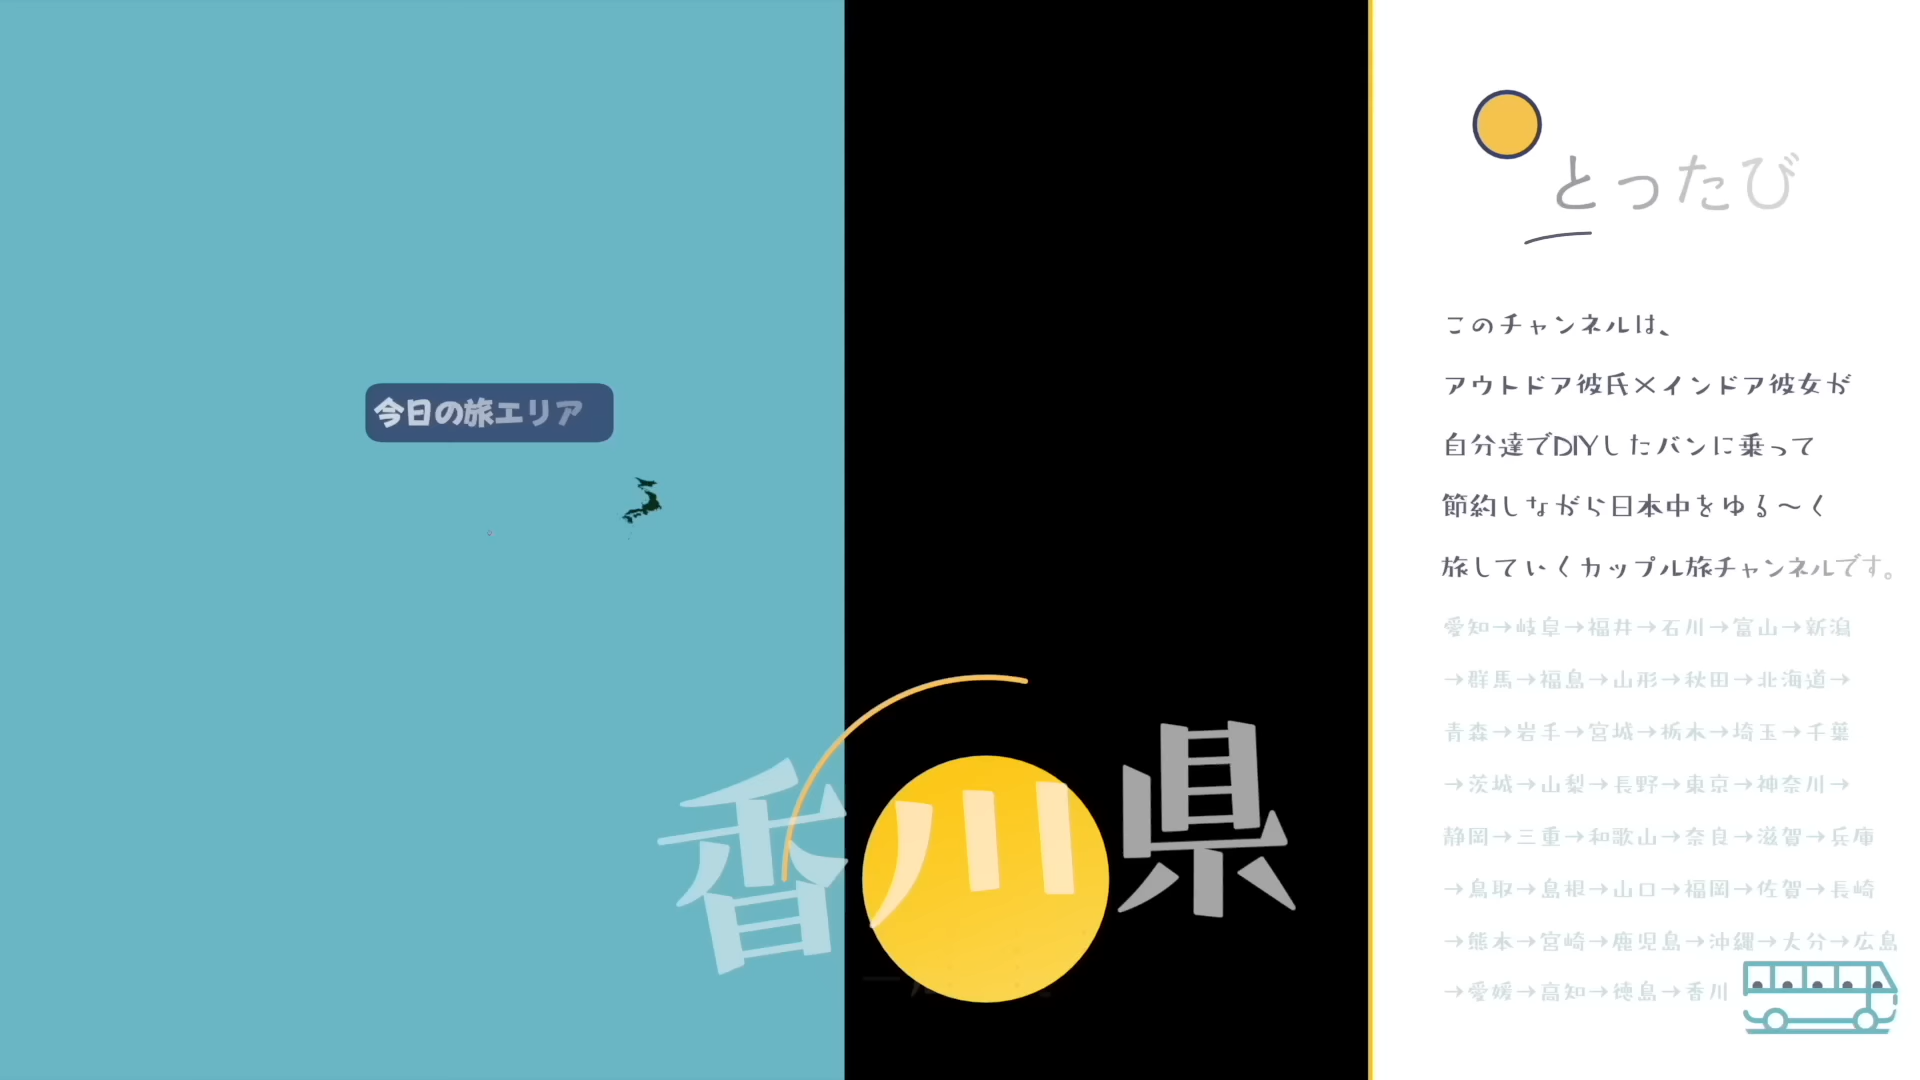 今日の旅エリア
香川県
とったび
このチャンネルは、
アウトドア彼氏×インドア彼女が
自分達でDIYしたバンに乗って
節約しながら日本中をゆる〜く
旅していくカップル旅チャンネルです。
愛知→岐阜→福井→石川→富山→新潟
→群馬→福島→山形→秋田→北海道→
青森→岩手→宮城→栃木→埼玉→千葉
→茨城→山梨→長野→東京→神奈川→
静岡→三重→和歌山→奈良→滋賀→兵庫
→鳥取→島根→山口→福岡→佐賀→長崎
→熊本→宮崎→鹿児島→沖縄→大分→広島
→愛媛→高知→徳島→香川